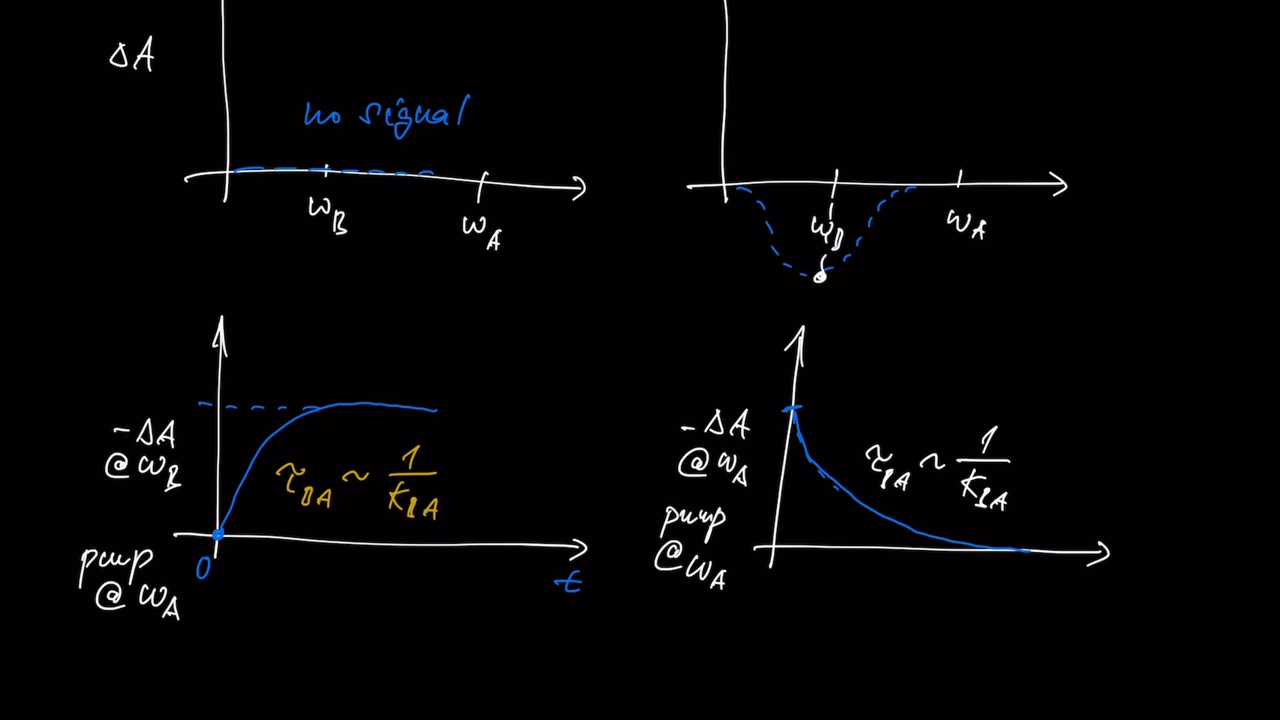 ΔA
no signal
ω_B
ω_A
ω_B
ω_A
-ΔA
@ω_B
pump
@ω_A
τ_BA ~ 1/k_BA
0
t
-ΔA
@ω_A
pump
@ω_A
τ_BA ~ 1/k_BA